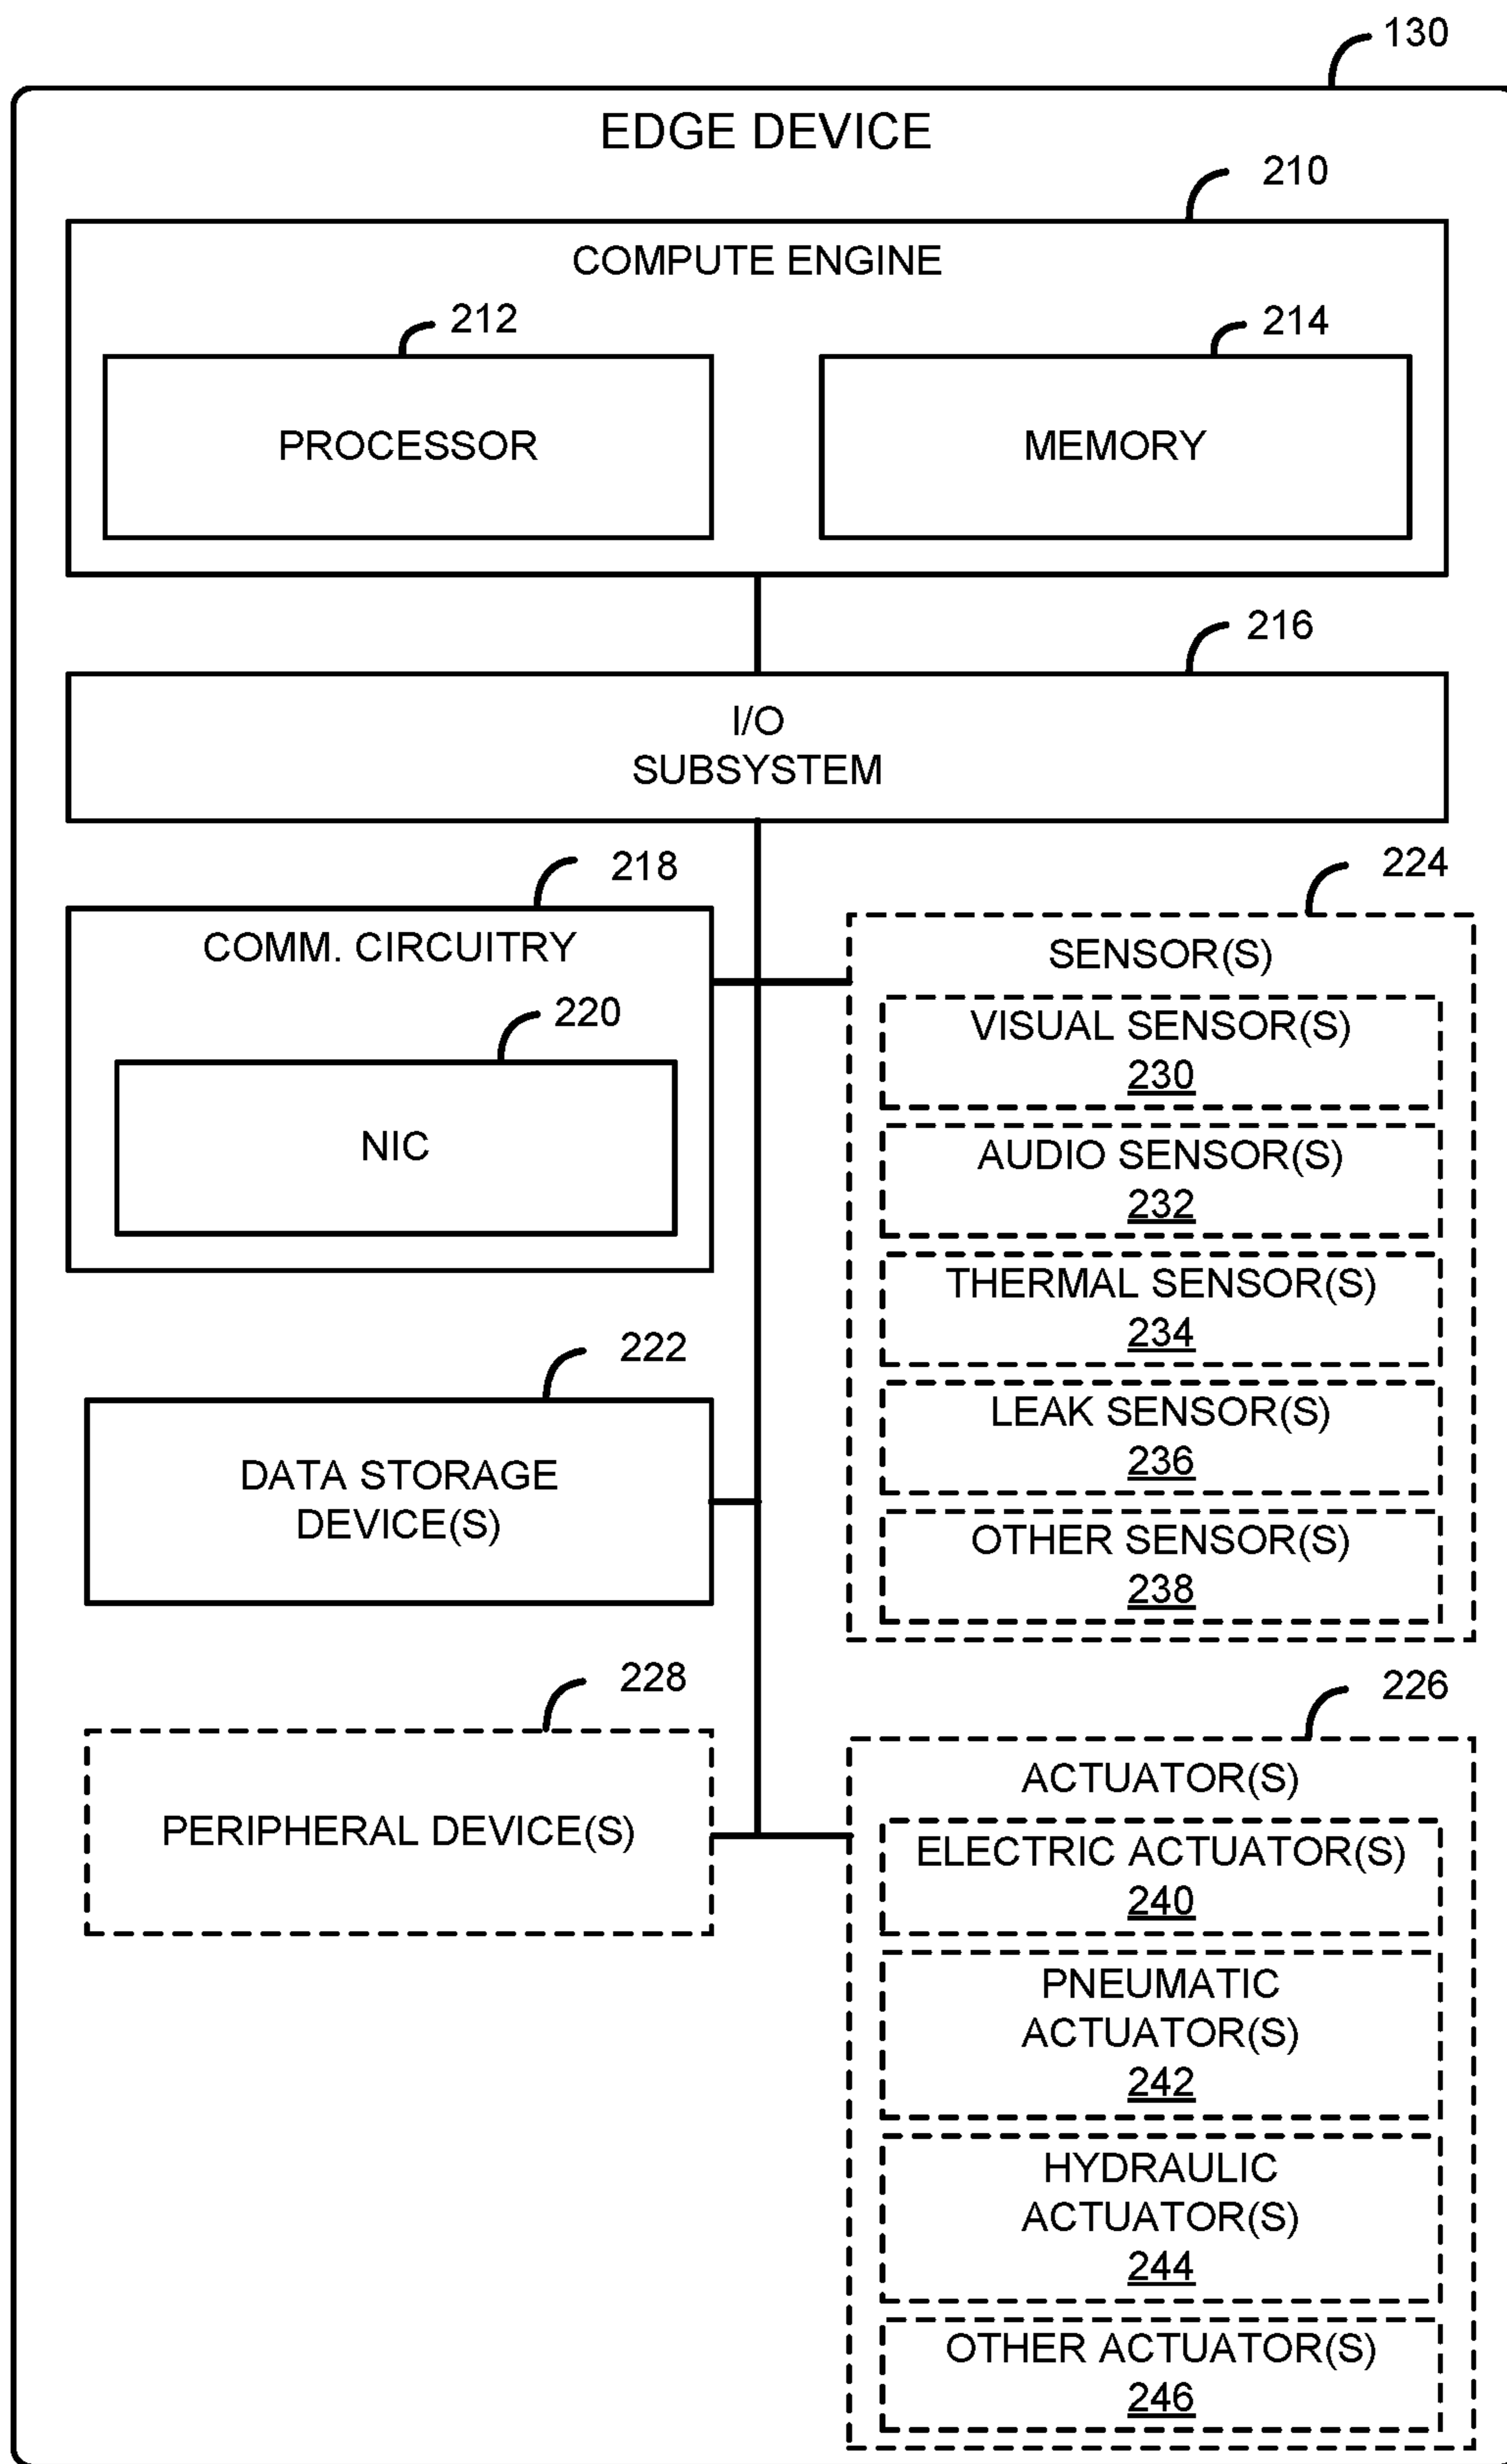 130
EDGE DEVICE
210
COMPUTE ENGINE
212
214
PROCESSOR
MEMORY
216
I/O
SUBSYSTEM
218
COMM. CIRCUITRY
220
NIC
222
DATA STORAGE
DEVICE(S)
228
PERIPHERAL DEVICE(S)
224
SENSOR(S)
VISUAL SENSOR(S)
230
AUDIO SENSOR(S)
232
THERMAL SENSOR(S)
234
LEAK SENSOR(S)
236
OTHER SENSOR(S)
238
226
ACTUATOR(S)
ELECTRIC ACTUATOR(S)
240
PNEUMATIC
ACTUATOR(S)
242
HYDRAULIC
ACTUATOR(S)
244
OTHER ACTUATOR(S)
246